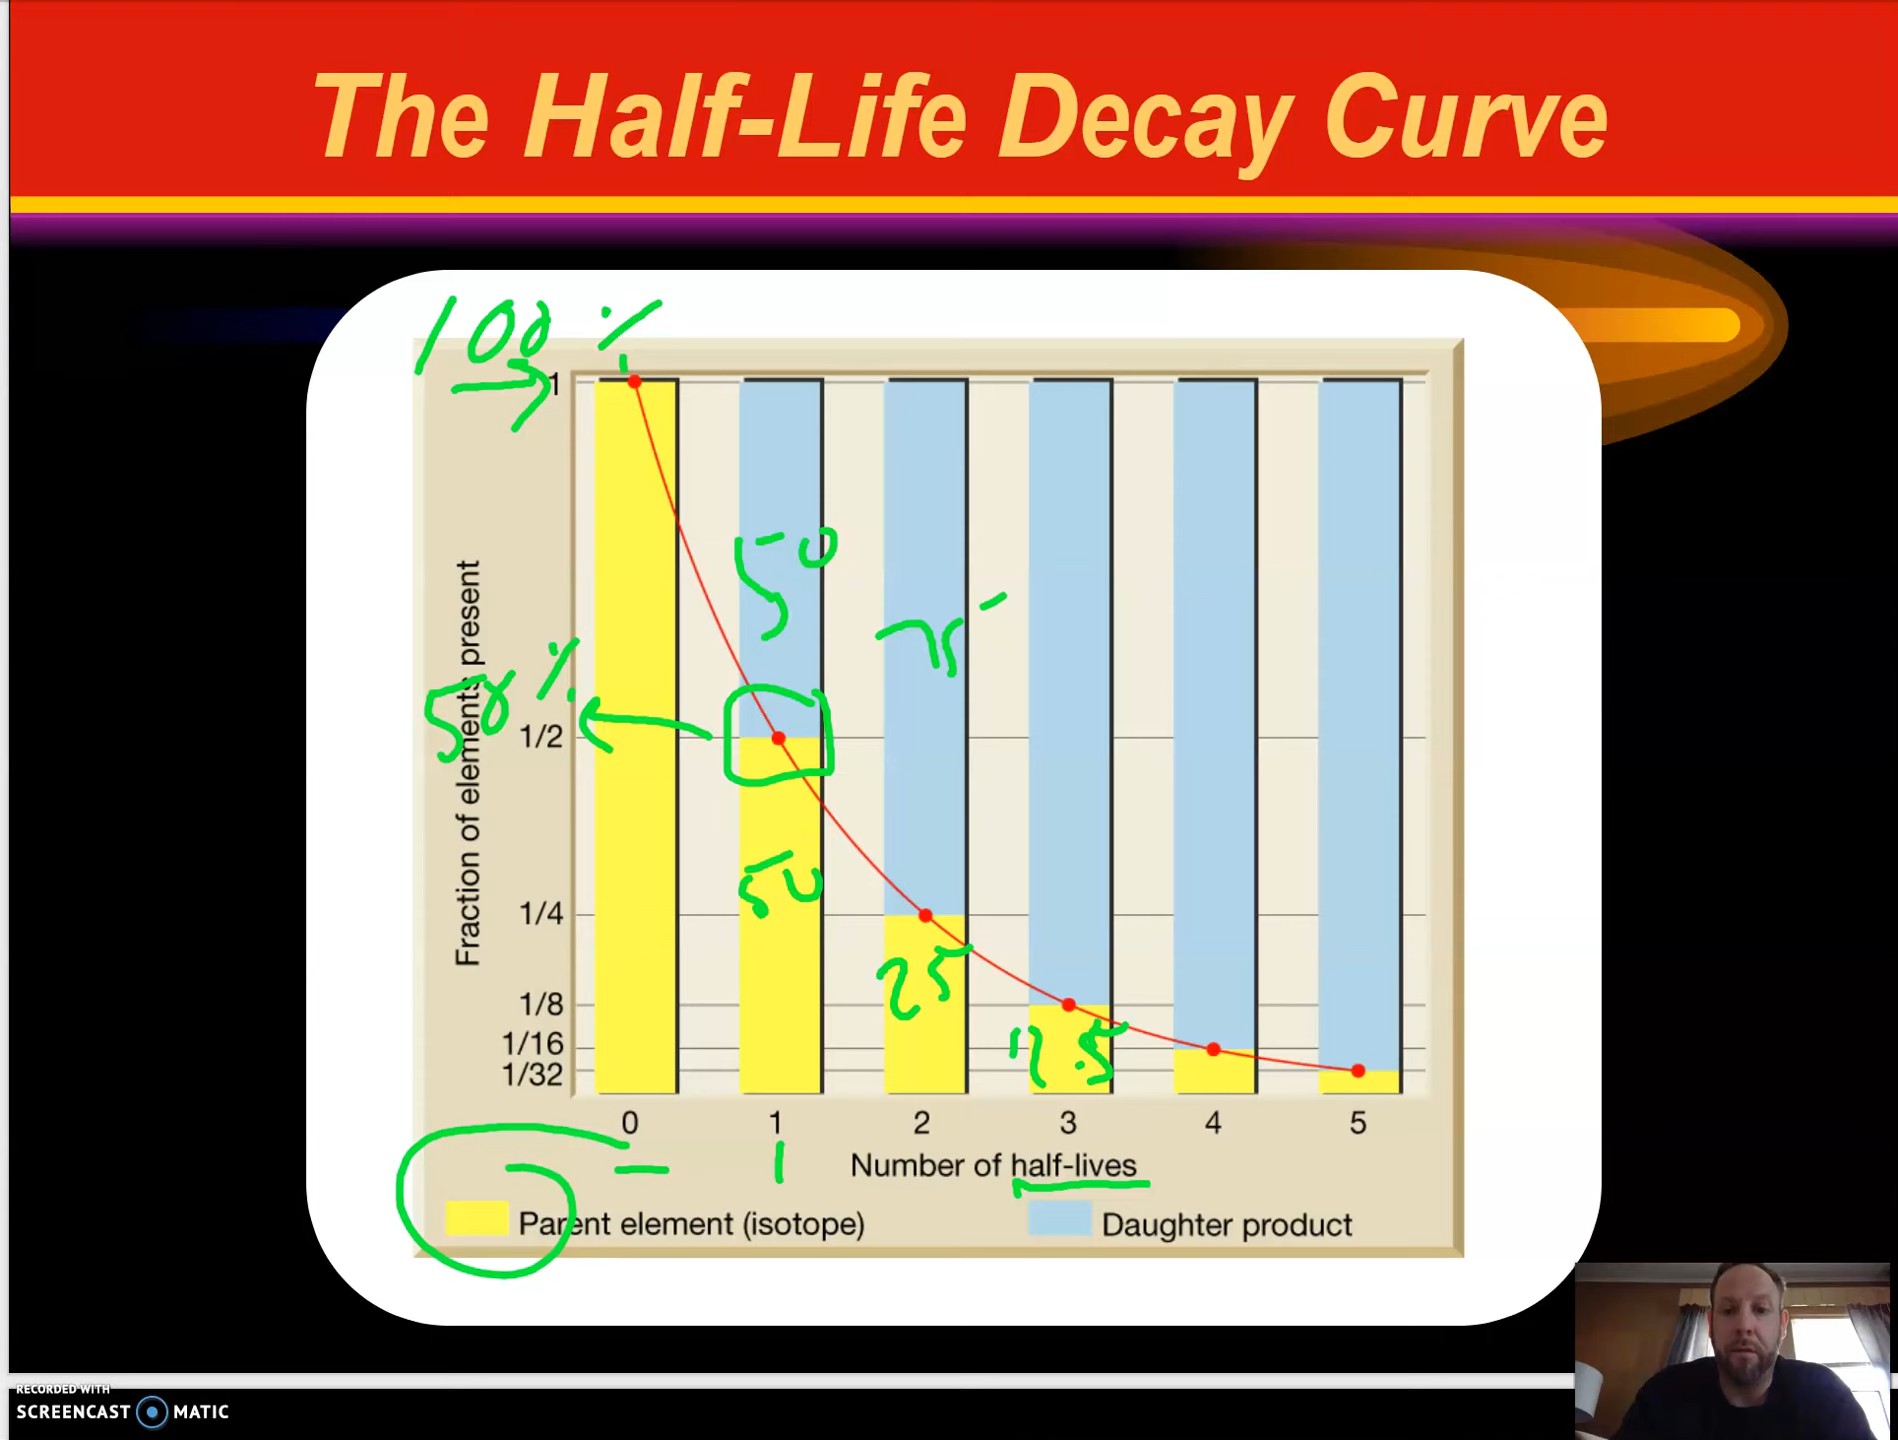 The Half-Life Decay Curve
100 %
1
50
75
50 %
Fraction of elements present
1/2
50
1/4
25
1/8
7.5
1/16
1/32
0 1 2 3 4 5
1
Number of half-lives
Parent element (isotope) Daughter product
RECORDED WITH
SCREENCAST MATIC